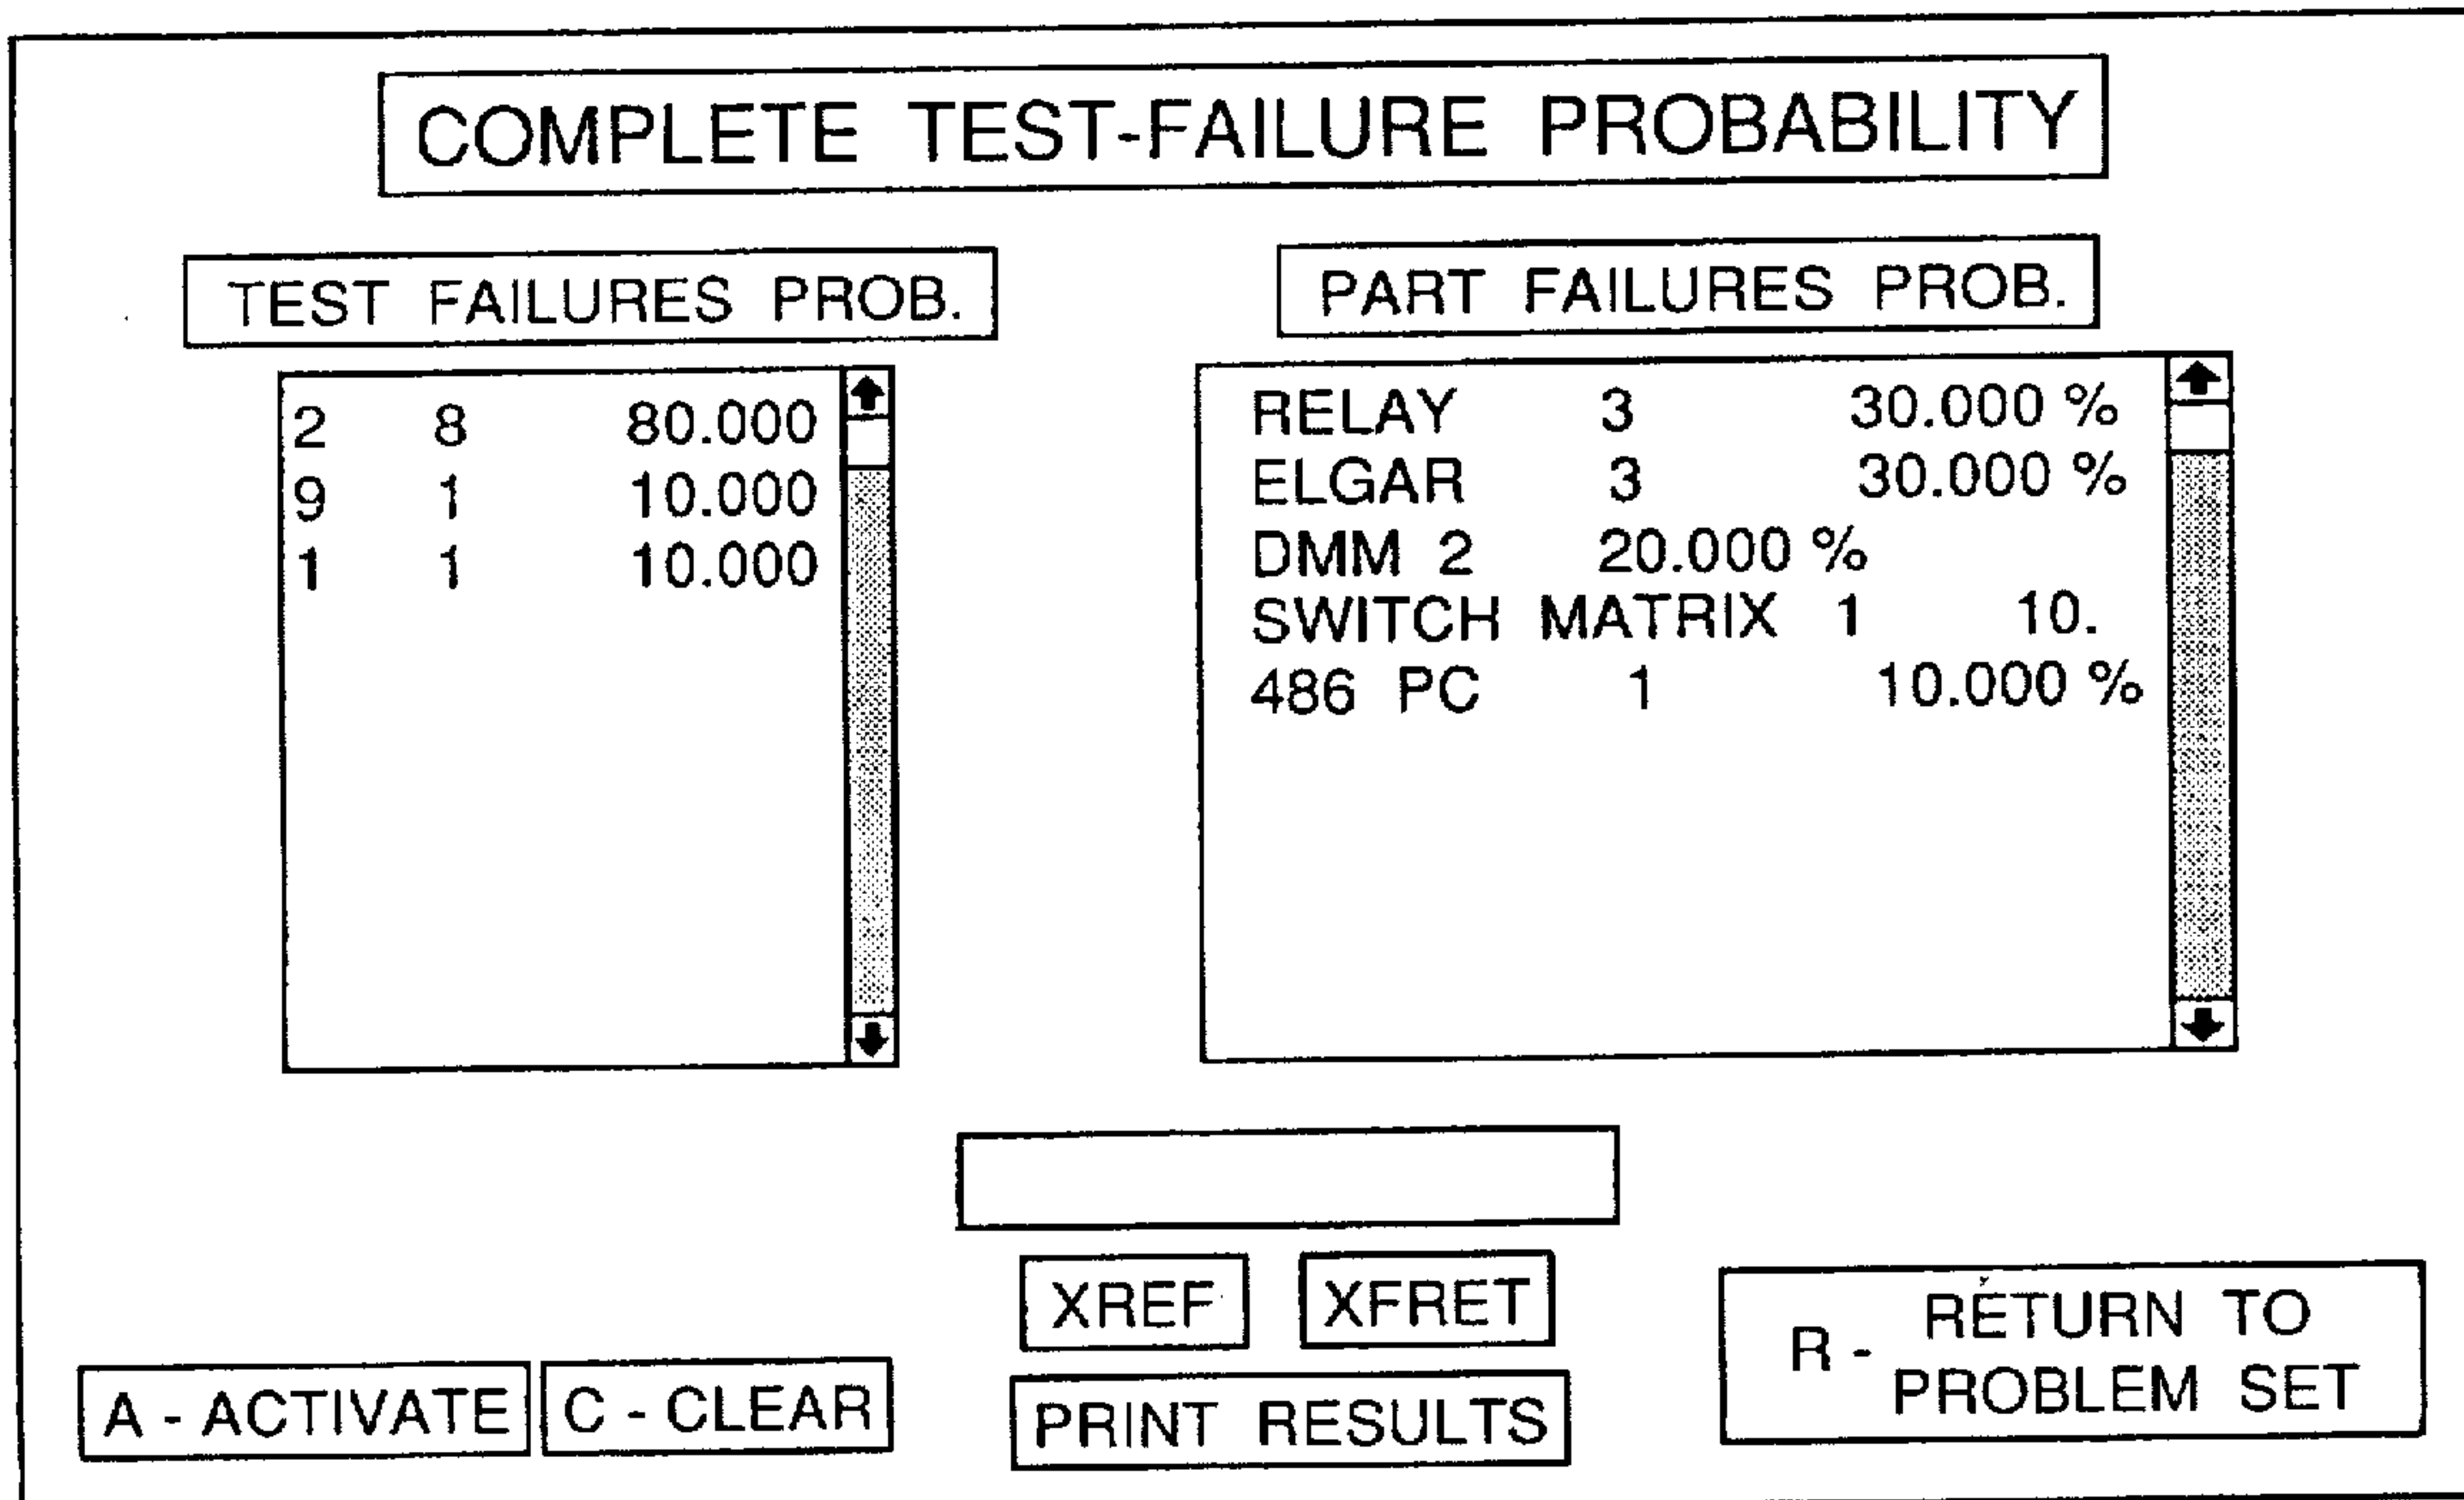 COMPLETE TEST-FAILURE PROBABILITY
TEST FAILURES PROB.
2 8 80.000
9 1 10.000
1 1 10.000
PART FAILURES PROB.
RELAY 3 30.000 %
ELGAR 3 30.000 %
DMM 2 20.000 %
SWITCH MATRIX 1 10.
486 PC 1 10.000 %
XREF XFRET
A - ACTIVATE C - CLEAR
PRINT RESULTS
R - RETURN TO
PROBLEM SET